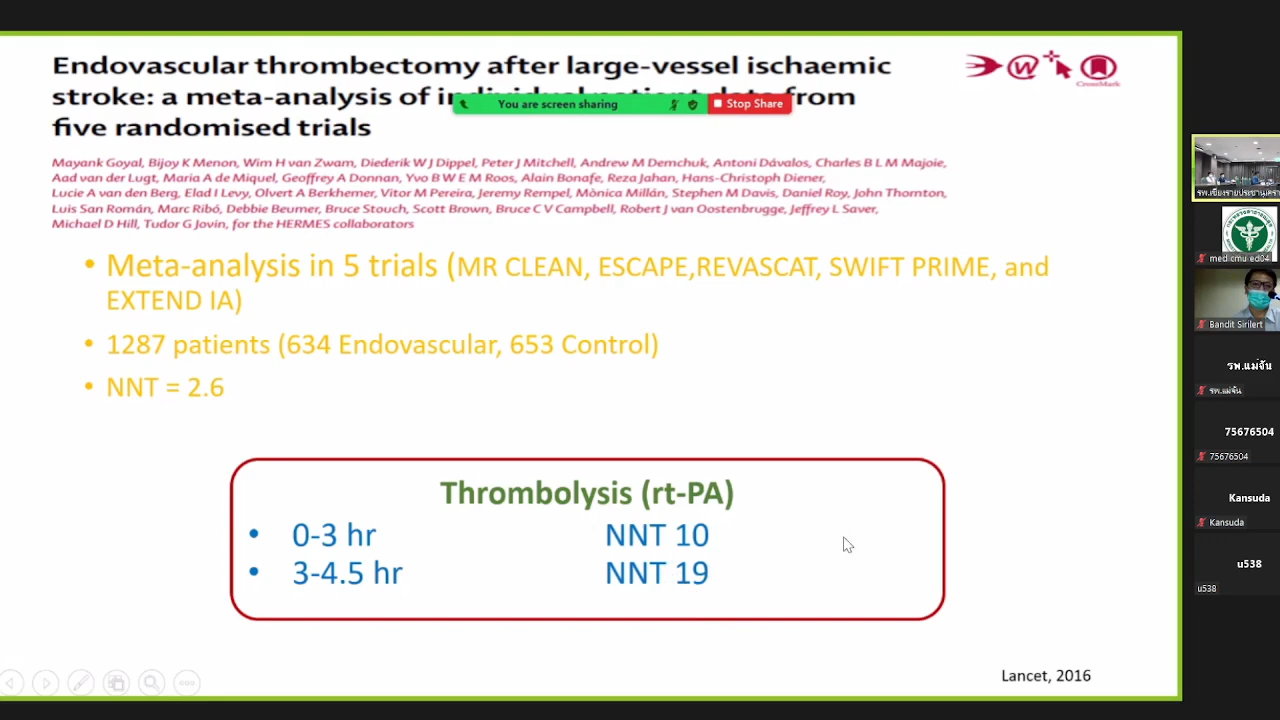 Endovascular thrombectomy after large-vessel ischaemic
stroke: a meta-analysis of individual patient data from
five randomised trials
You are screen sharing
Stop Share
CrossMark
Mayank Goyal, Bijoy K Menon, Wim H van Zwam, Diederik W J Dippel, Peter J Mitchell, Andrew M Demchuk, Antoni Dávalos, Charles B L M Majoie,
Aad van der Lugt, Maria A de Miquel, Geoffrey A Donnan, Yvo B W E M Roos, Alain Bonafe, Reza Jahan, Hans-Christoph Diener,
Lucie A van den Berg, Elad I Levy, Olvert A Berkhemer, Vitor M Pereira, Jeremy Rempel, Mònica Millán, Stephen M Davis, Daniel Roy, John Thornton,
Luis San Román, Marc Ribó, Debbie Beumer, Bruce Stouch, Scott Brown, Bruce C V Campbell, Robert J van Oostenbrugge, Jeffrey L Saver,
Michael D Hill, Tudor G Jovin, for the HERMES collaborators
• Meta-analysis in 5 trials (MR CLEAN, ESCAPE,REVASCAT, SWIFT PRIME, and
EXTEND IA)
• 1287 patients (634 Endovascular, 653 Control)
• NNT = 2.6
Thrombolysis (rt-PA)
• 0-3 hr NNT 10
• 3-4.5 hr NNT 19
Lancet, 2016
med cmu ed04
Bandit Sirilert
รพ.แม่จัน
รพ.แม่จัน
75676504
75676504
Kansuda
Kansuda
u538
u538